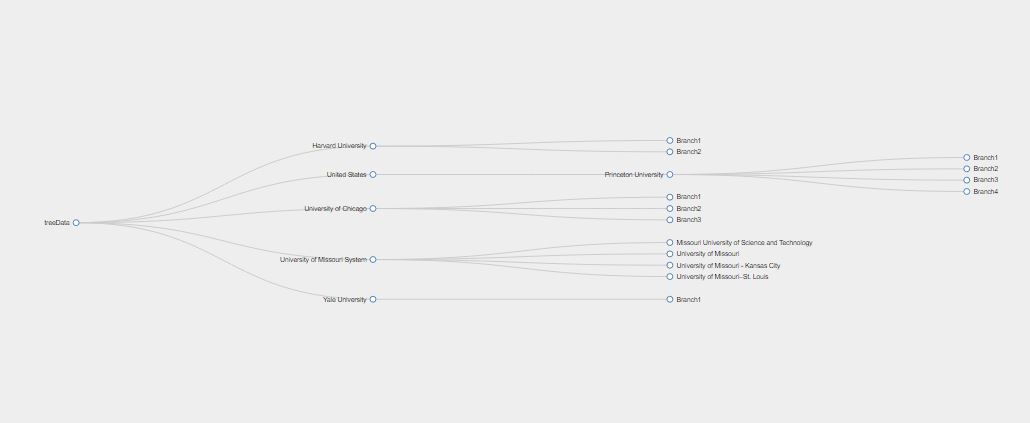 treeData
Harvard University
Branch1
Branch2
United States
Princeton University
Branch1
Branch2
Branch3
Branch4
University of Chicago
Branch1
Branch2
Branch3
University of Missouri System
Missouri University of Science and Technology
University of Missouri
University of Missouri - Kansas City
University of Missouri–St. Louis
Yale University
Branch1